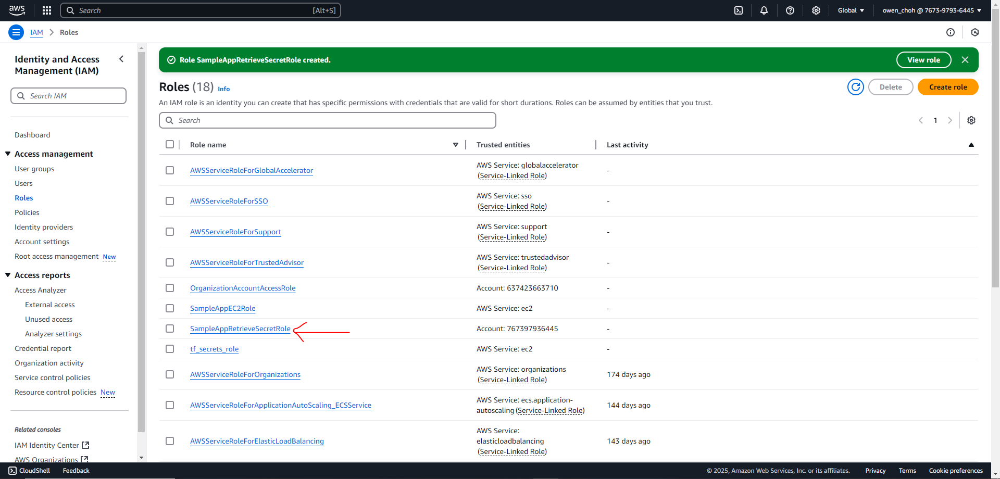 aws
Search [Alt+S]
Global
owen_choh @ 7673-9793-6445
IAM
Roles
Identity and Access
Management (IAM)
Search IAM
Dashboard
Access management
User groups
Users
Roles
Policies
Identity providers
Account settings
Root access management New
Access reports
Access Analyzer
External access
Unused access
Analyzer settings
Credential report
Organization activity
Service control policies
Resource control policies New
Related consoles
IAM Identity Center
AWS Organizations
Role SampleAppRetrieveSecretRole created.
View role
Roles (18) Info
Delete
Create role
An IAM role is an identity you can create that has specific permissions with credentials that are valid for short durations. Roles can be assumed by entities that you trust.
Search
1
Role name Trusted entities Last activity
AWSServiceRoleForGlobalAccelerator AWS Service: globalaccelerator -
(Service-Linked Role)
AWSServiceRoleForSSO AWS Service: sso -
(Service-Linked Role)
AWSServiceRoleForSupport AWS Service: support -
(Service-Linked Role)
AWSServiceRoleForTrustedAdvisor AWS Service: trustedadvisor -
(Service-Linked Role)
OrganizationAccountAccessRole Account: 637423663710 -
SampleAppEC2Role AWS Service: ec2 -
SampleAppRetrieveSecretRole Account: 767397936445 -
tf_secrets_role AWS Service: ec2 -
AWSServiceRoleForOrganizations AWS Service: organizations 174 days ago
(Service-Linked Role)
AWSServiceRoleForApplicationAutoScaling_ECSService AWS Service: ecs.application- 144 days ago
autoscaling (Service-Linked Role)
AWSServiceRoleForElasticLoadBalancing AWS Service: 143 days ago
elasticloadbalancing
(Service-Linked Role)
CloudShell Feedback
© 2025, Amazon Web Services, Inc. or its affiliates. Privacy Terms Cookie preferences